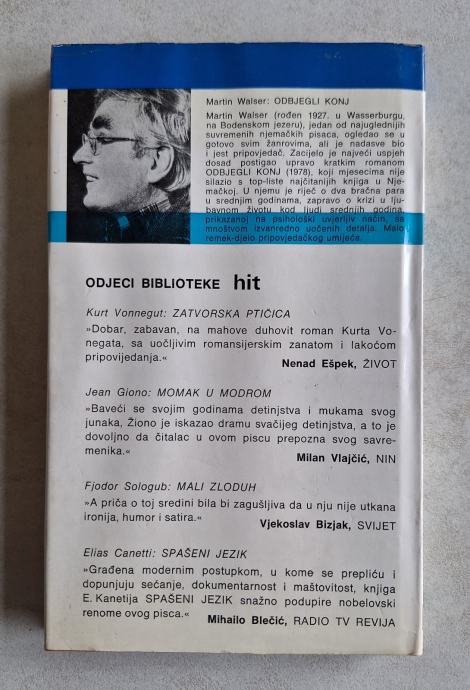 Martin Walser: ODBJEGLI KONJ
Martin Walser (rođen 1927. u Wasserburgu,
na Bodenskom jezeru), jedan od najuglednijih
suvremenih njemačkih pisaca, ogledao se u
gotovo svim žanrovima, ali je nadasve bio
i jest pripovjedač. Zacijelo je najveći uspjeh
dosad postigao upravo kratkim romanom
ODBJEGLI KONJ (1978), koji mjesecima nije
silazio s top-liste najčitanijih knjiga u Nje-
mačkoj. U njemu je riječ o dva bračna para
u srednjim godinama, zapravo o krizi u lju-
bavnom životu kod ljudi srednjih godina,
prikazanoj na psihološki uvjerljiv način, sa
mnoštvom izvanredno uočenih detalja. Malo
remek-djelo pripovjedačkog umijeća.
ODJECI BIBLIOTEKE hit
Kurt Vonnegut: ZATVORSKA PTIČICA
»Dobar, zabavan, na mahove duhovit roman Kurta Vo-
negata, sa uočljivim romansijerskim zanatom i lakoćom
pripovijedanja.«
Nenad Ešpek, ŽIVOT
Jean Giono: MOMAK U MODROM
»Baveći se svojim godinama detinjstva i mukama svog
junaka, Žiono je iskazao dramu svačijeg detinjstva, a to je
dovoljno da čitalac u ovom piscu prepozna svog savre-
menika.«
Milan Vlajčić, NIN
Fjodor Sologub: MALI ZLODUH
»A priča o toj sredini bila bi zagušljiva da u nju nije utkana
ironija, humor i satira.«
Vjekoslav Bizjak, SVIJET
Elias Canetti: SPAŠENI JEZIK
»Građena modernim postupkom, u kome se prepliću i
dopunjuju sećanje, dokumentarnost i maštovitost, knjiga
E. Kanetija SPAŠENI JEZIK snažno podupire nobelovski
renome ovog pisca.«
Mihailo Blečić, RADIO TV REVIJA